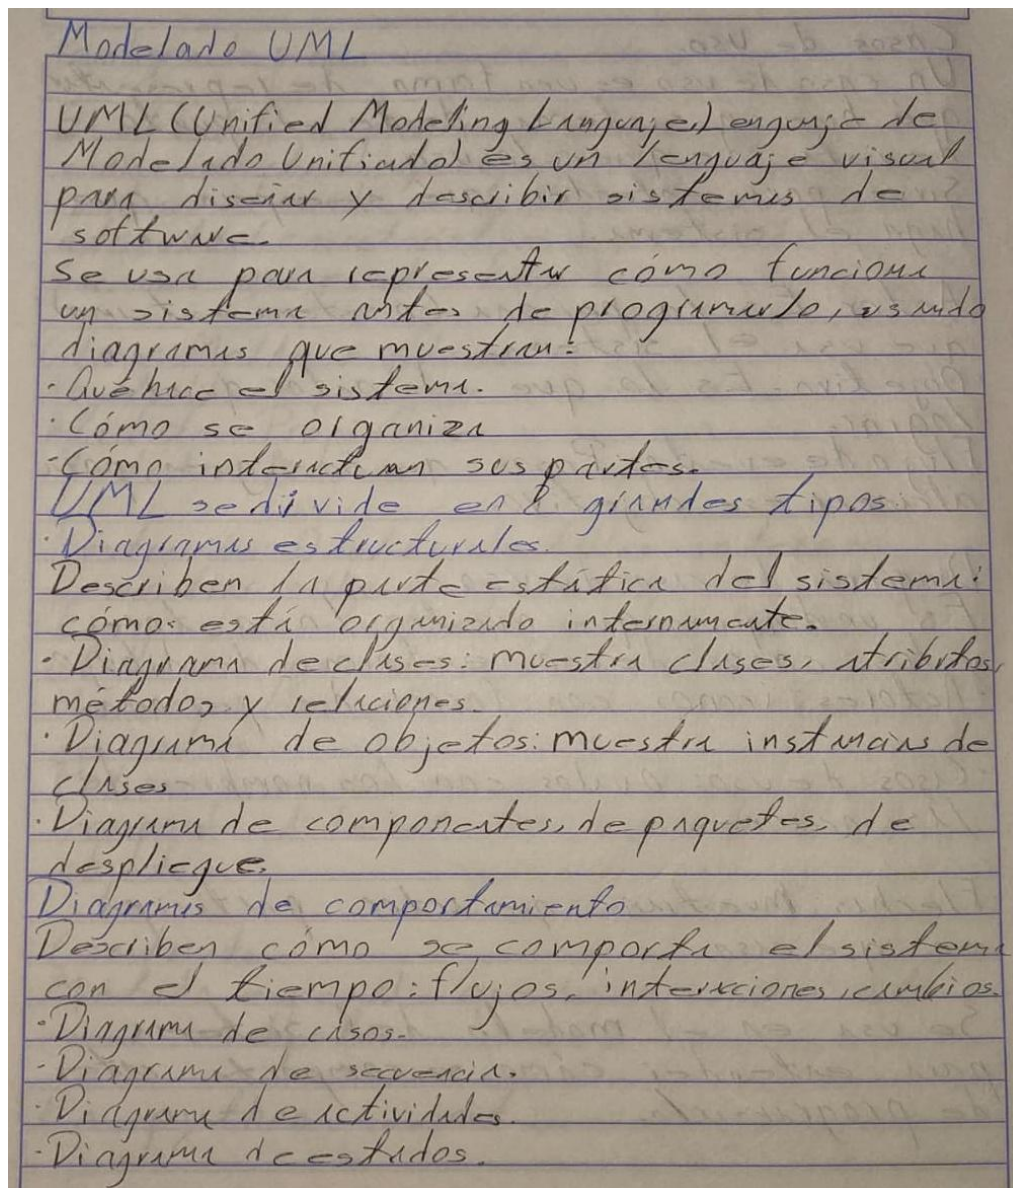 Modelado UML
UML (Unified Modeling Language) enguaje de
Modelado Unificado) es un lenguaje visual
para diseñar y describir sistemas de
software.
Se usa para representar cómo funciona
un sistema antes de programarlo, usando
diagramas que muestran:
· Qué hace el sistema.
· Cómo se organiza
· Cómo interactúan sus partes.
UML se divide en 2 grandes tipos:
· Diagramas estructurales.
Describen la parte estática del sistema:
cómo está organizado internamente.
· Diagrama de clases: muestra clases, atributos,
métodos y relaciones.
· Diagrama de objetos: muestra instancias de
clases
· Diagrama de componentes, de paquetes, de
despliegue.
Diagramas de comportamiento
Describen cómo se comporta el sistema
con el tiempo: flujos, interacciones, cambios.
· Diagrama de casos.
· Diagrama de secuencia.
· Diagrama de actividades.
· Diagrama de estados.